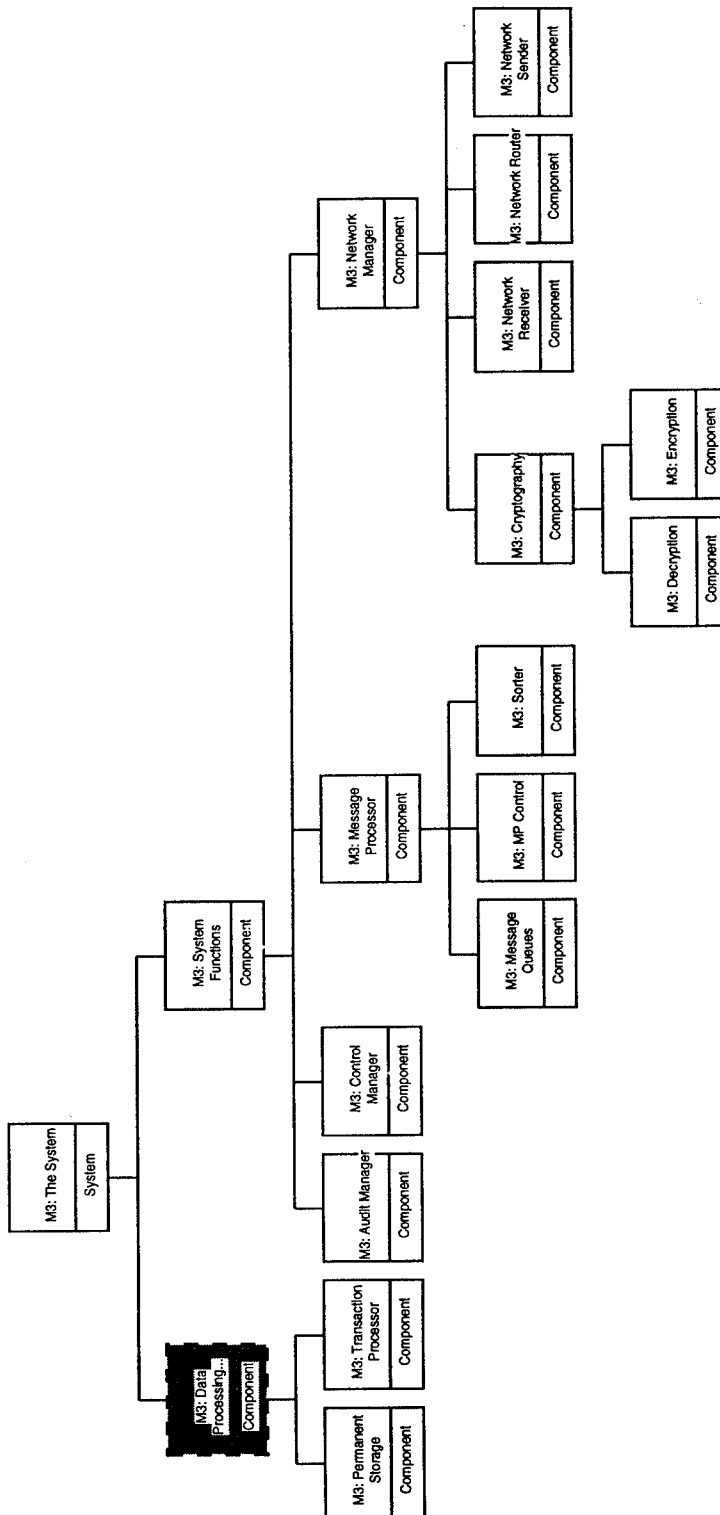 M3: The System
System
M3: Data
Processing...
Component
M3: System
Functions
Component
M3: Permanent
Storage
Component
M3: Transaction
Processor
Component
M3: Audit Manager
Component
M3: Control
Manager
Component
M3: Message
Processor
Component
M3: Network
Manager
Component
M3: Message
Queues
Component
M3: MP Control
Component
M3: Sorter
Component
M3: Cryptography
Component
M3: Network
Receiver
Component
M3: Network Router
Component
M3: Network
Sender
Component
M3: Decryption
Component
M3: Encryption
Component